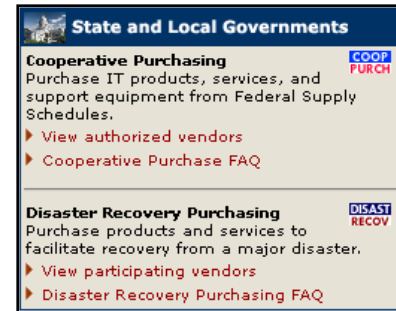 State and Local Governments
Cooperative Purchasing
COOP
PURCH
Purchase IT products, services, and
support equipment from Federal Supply
Schedules.
View authorized vendors
Cooperative Purchase FAQ
Disaster Recovery Purchasing
DISAST
RECOV
Purchase products and services to
facilitate recovery from a major disaster.
View participating vendors
Disaster Recovery Purchasing FAQ